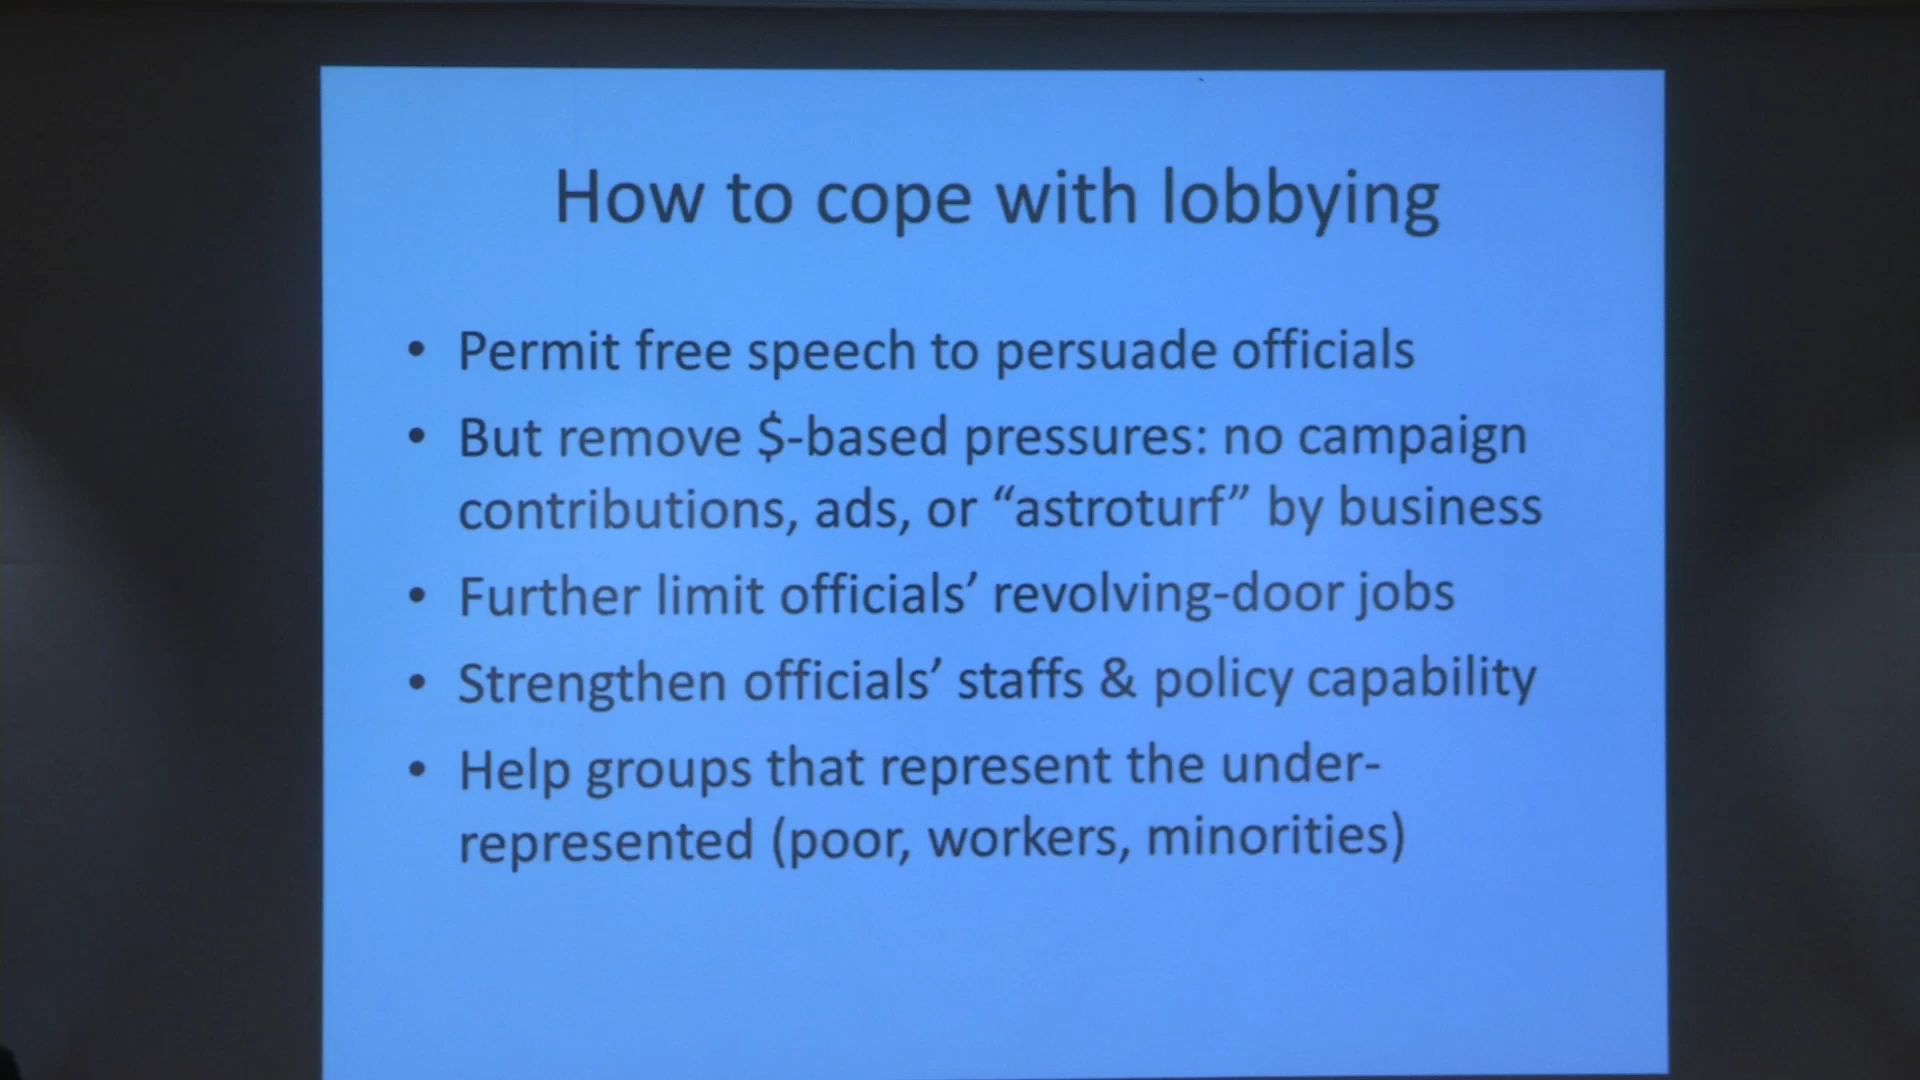 How to cope with lobbying
• Permit free speech to persuade officials
• But remove $-based pressures: no campaign
contributions, ads, or “astroturf” by business
• Further limit officials’ revolving-door jobs
• Strengthen officials’ staffs & policy capability
• Help groups that represent the under-
represented (poor, workers, minorities)